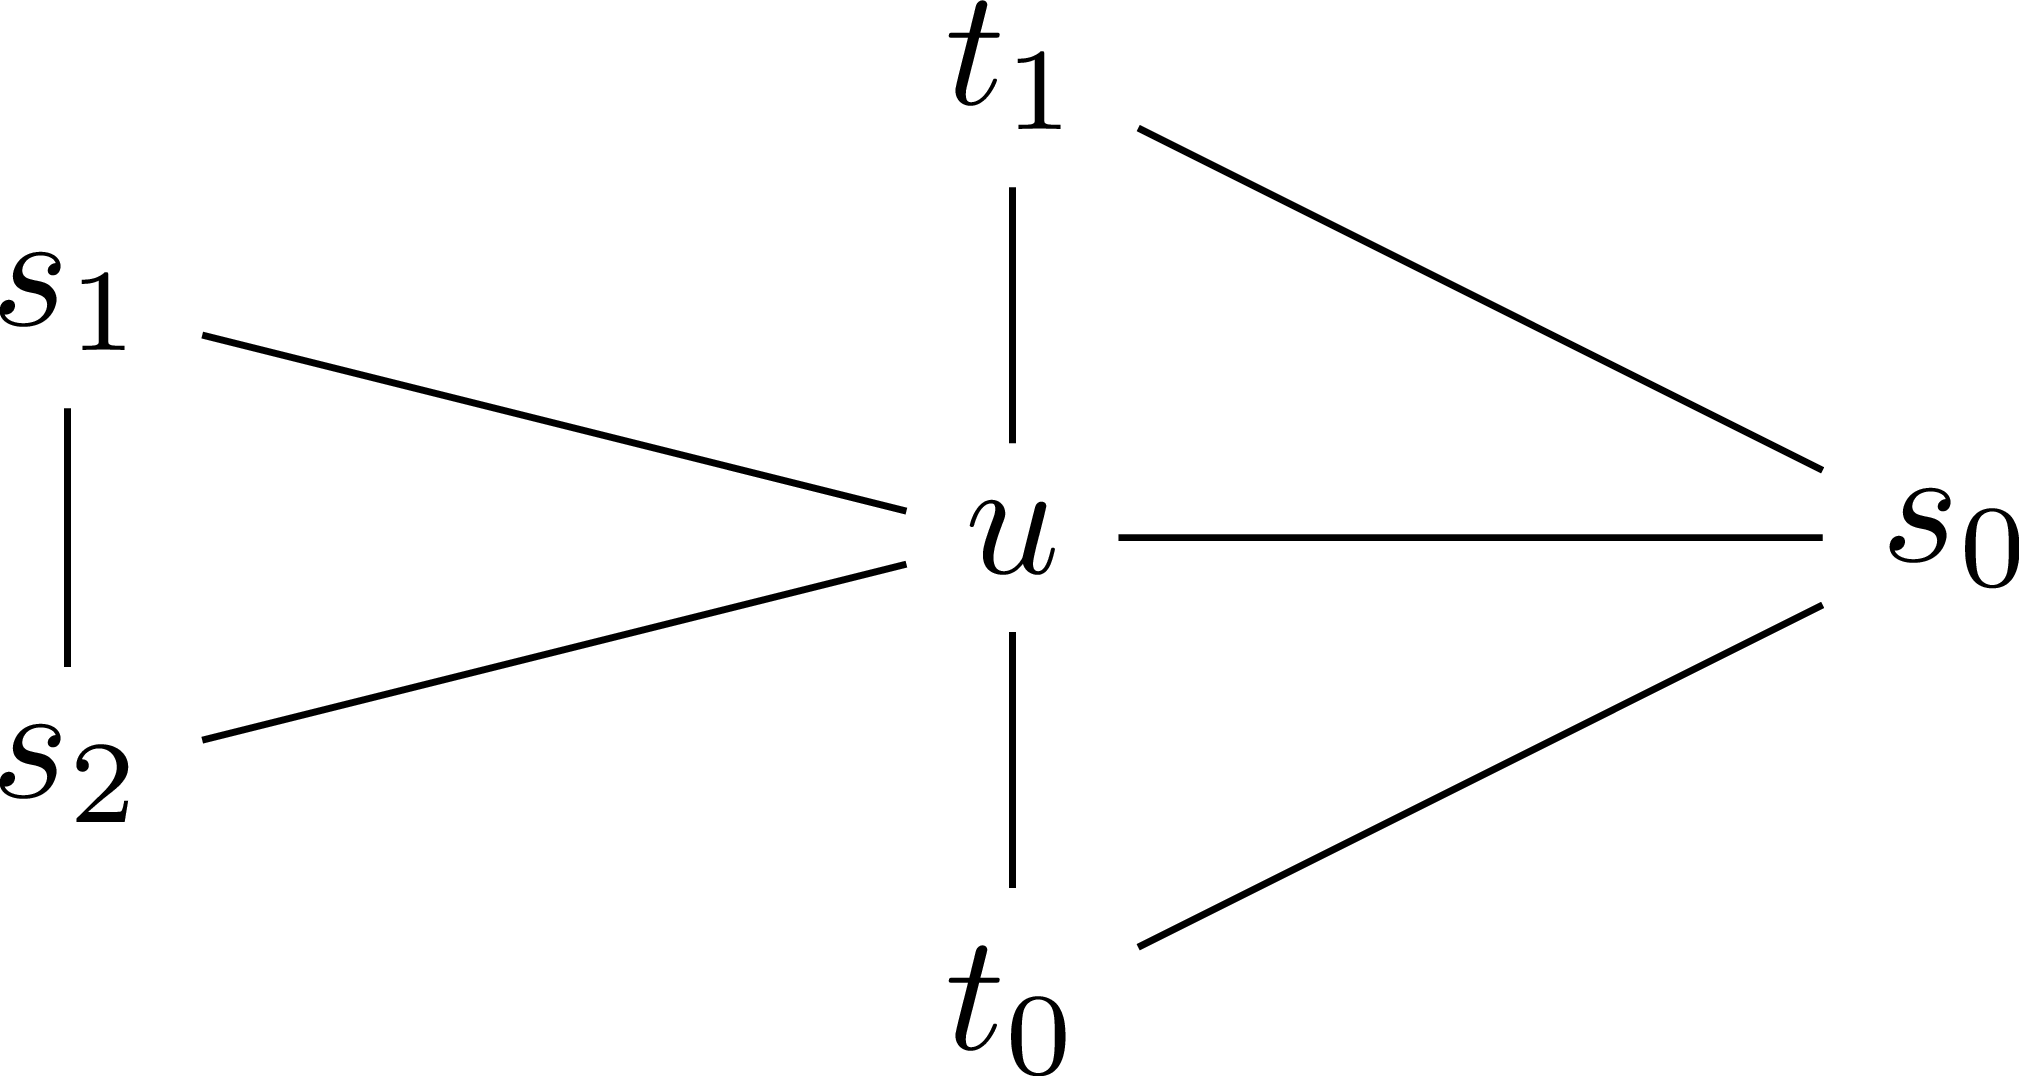 t₁
s₁
u
s₀
s₂
t₀